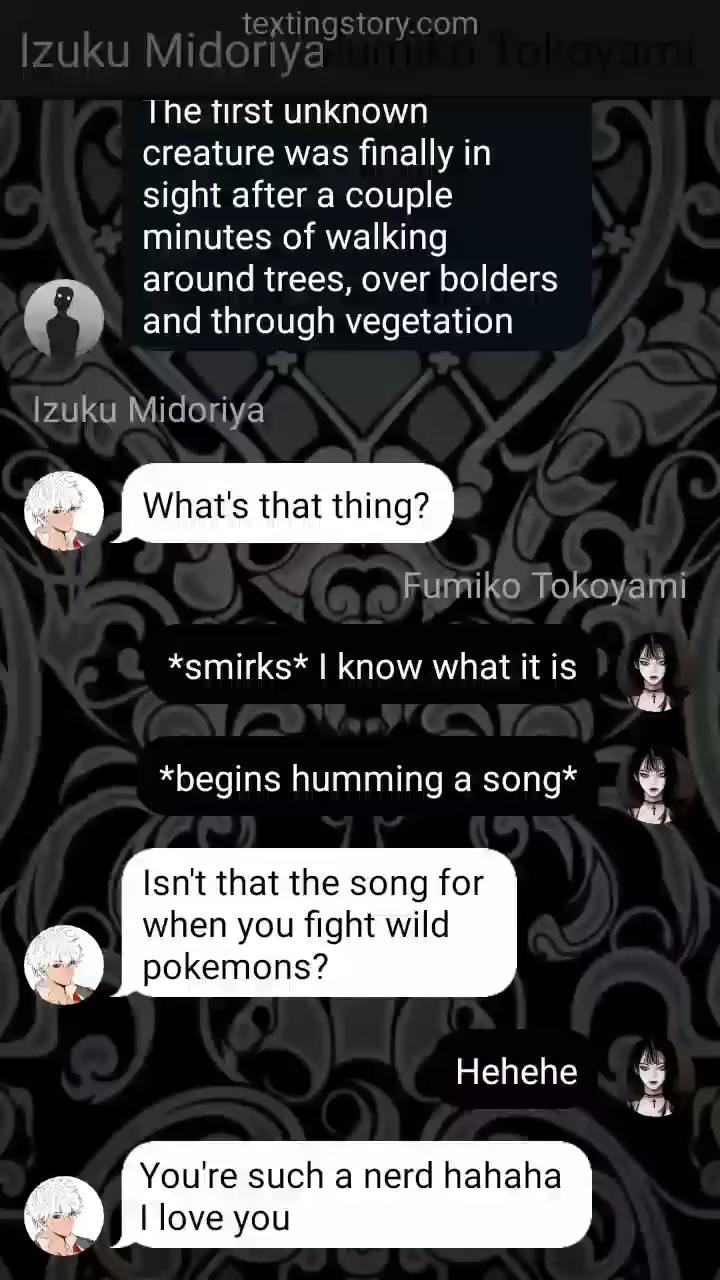 textingstory.com
Izuku Midoriya Fumiko Tokoyami
The first unknown
creature was finally in
sight after a couple
minutes of walking
around trees, over bolders
and through vegetation
Izuku Midoriya
What's that thing?
Fumiko Tokoyami
*smirks* I know what it is
*begins humming a song*
Isn't that the song for
when you fight wild
pokemons?
Hehehe
You're such a nerd hahaha
I love you